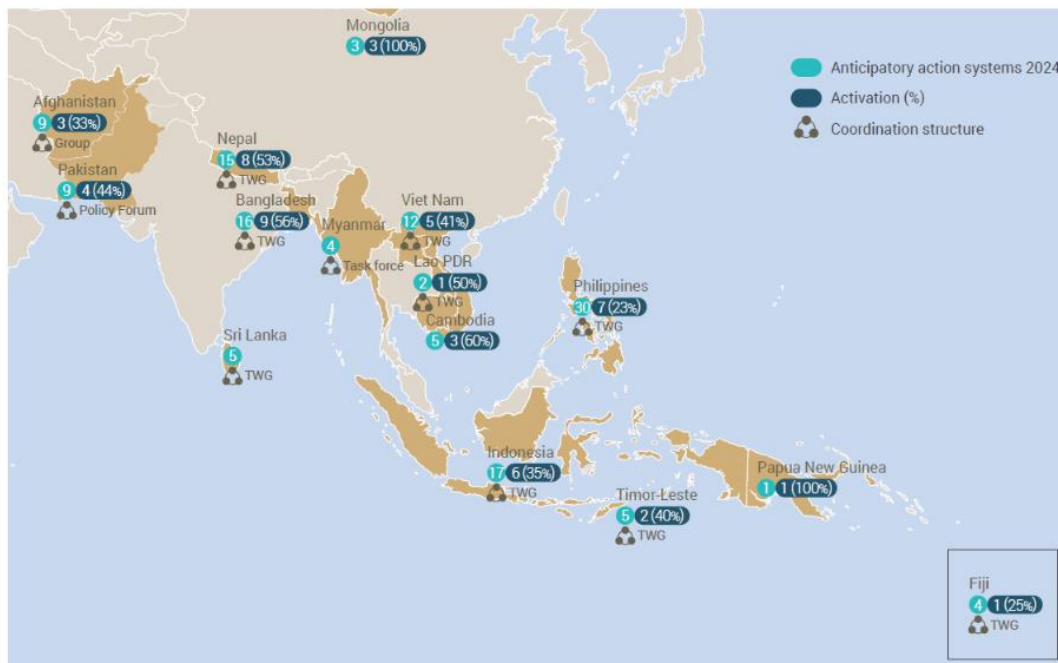 Mongolia
3 3 (100%)
Anticipatory action systems 2024
Activation (%)
Coordination structure
Afghanistan
9 3 (33%)
Group
Pakistan
9 4 (44%)
Policy Forum
Nepal
15 8 (53%)
TWG
Bangladesh
16 9 (56%)
TWG
Myanmar
4
Task force
Viet Nam
12 5 (41%)
TWG
Lao PDR
2 1 (50%)
TWG
Cambodia
5 3 (60%)
Philippines
30 7 (23%)
TWG
Sri Lanka
5
TWG
Indonesia
17 6 (35%)
TWG
Timor-Leste
5 2 (40%)
TWG
Papua New Guinea
1 1 (100%)
Fiji
4 1 (25%)
TWG